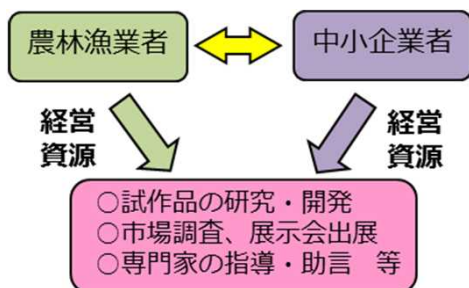 農林漁業者
中小企業者
経営
資源
経営
資源
○試作品の研究・開発
○市場調査、展示会出展
○専門家の指導・助言　等